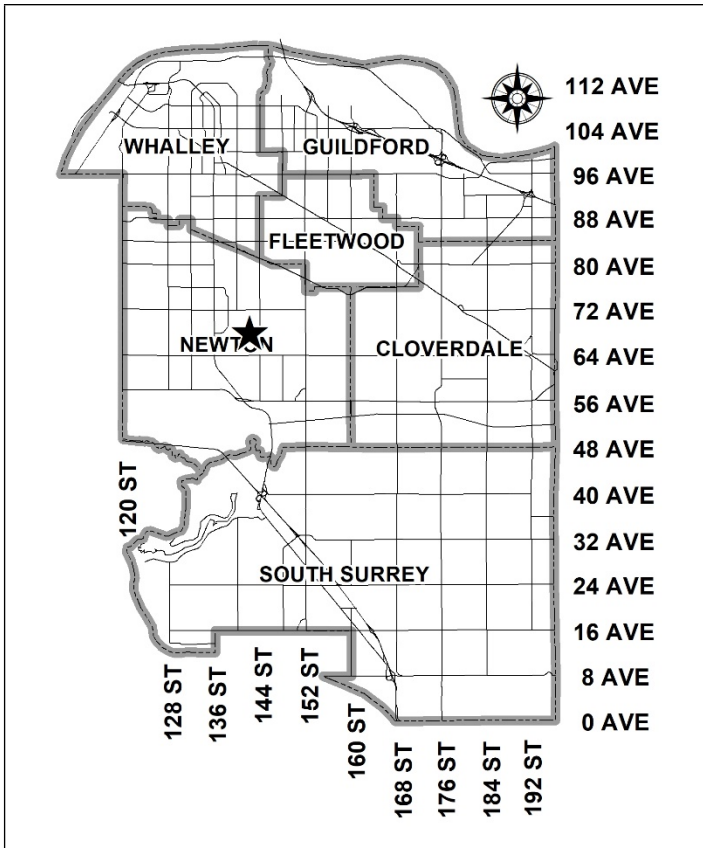 112 AVE
104 AVE
WHALLEY
GUILDFORD
96 AVE
88 AVE
FLEETWOOD
80 AVE
72 AVE
NEWTON
CLOVERDALE
64 AVE
56 AVE
48 AVE
120 ST
40 AVE
32 AVE
SOUTH SURREY
24 AVE
16 AVE
8 AVE
0 AVE
128 ST
136 ST
144 ST
152 ST
160 ST
168 ST
176 ST
184 ST
192 ST